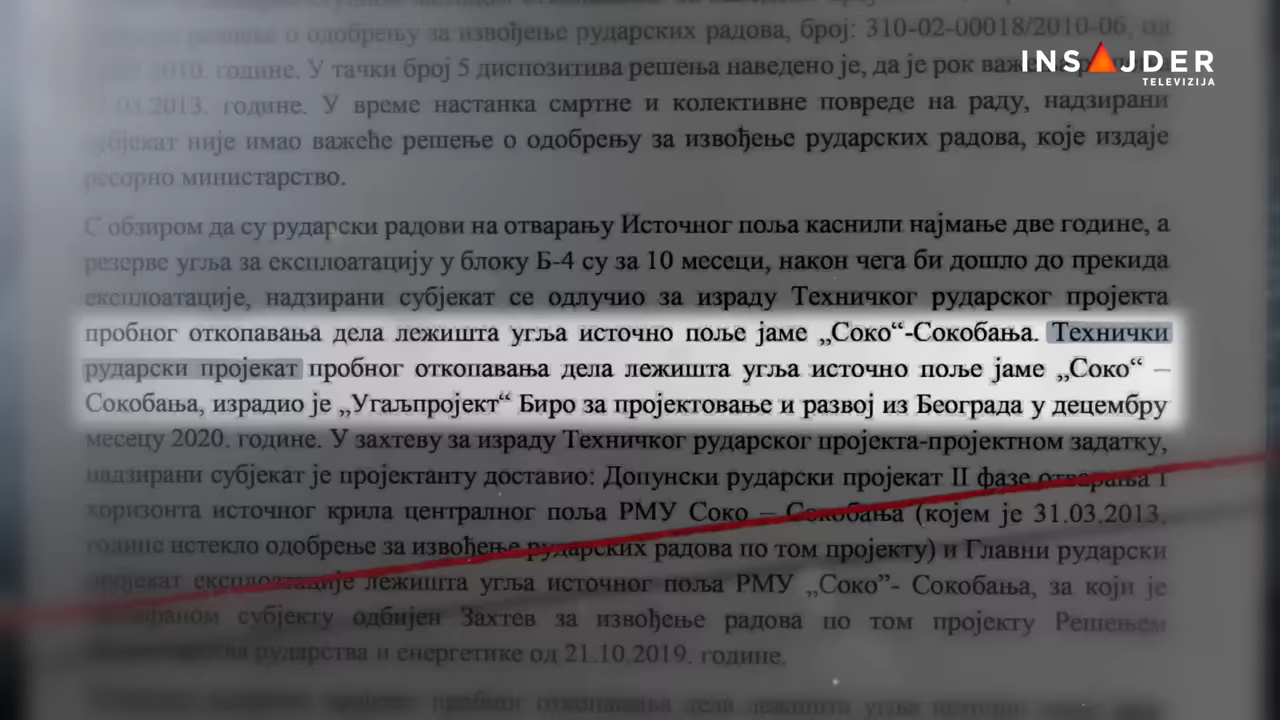 INSAJDER
TELEVIZIJA
о одобрењу за извођење рударских радова, број: 310-02-00018/2010-06, од
2010. године. У тачки број 5 диспозитива решења наведено је, да је рок
03.2013. године. У време настанка смртне и колективне повреде на раду, надзирани
субјекат није имао важеће решење о одобрењу за извођење рударских радова, које издаје
ресорно министарство.
С обзиром да су рударски радови на отварању Источног поља каснили најмање две године, а
резерве угља за експлоатацију у блоку Б-4 су за 10 месеци, након чега би дошло до прекида
експлоатације, надзирани субјекат се одлучио за израду Техничког рударског пројекта
пробног откопавања дела лежишта угља источно поље јаме „Соко“-Сокобања. Технички
рударски пројекат пробног откопавања дела лежишта угља источно поље јаме „Соко“ –
Сокобања, израдио је „Угаљпројект“ Биро за пројектовање и развој из Београда у децембру
месецу 2020. године. У захтеву за израду Техничког рударског пројекта-пројектном задатку,
надзирани субјекат је пројектанту доставио: Допунски рударски пројекат II фазе отварања I
хоризонта источног крила централног поља РМУ Соко – Сокобања (којем је 31.03.2013.
године истекло одобрење за извођење рударских радова по том пројекту) и Главни рударски
пројекат експлоатације лежишта угља источног поља РМУ „Соко”- Сокобања, за који је
субјекту одбијен Захтев за извођење радова по том пројекту Решењем
рударства и енергетике од 21.10.2019. године.
пробног откопавања дела лежишта угља источно